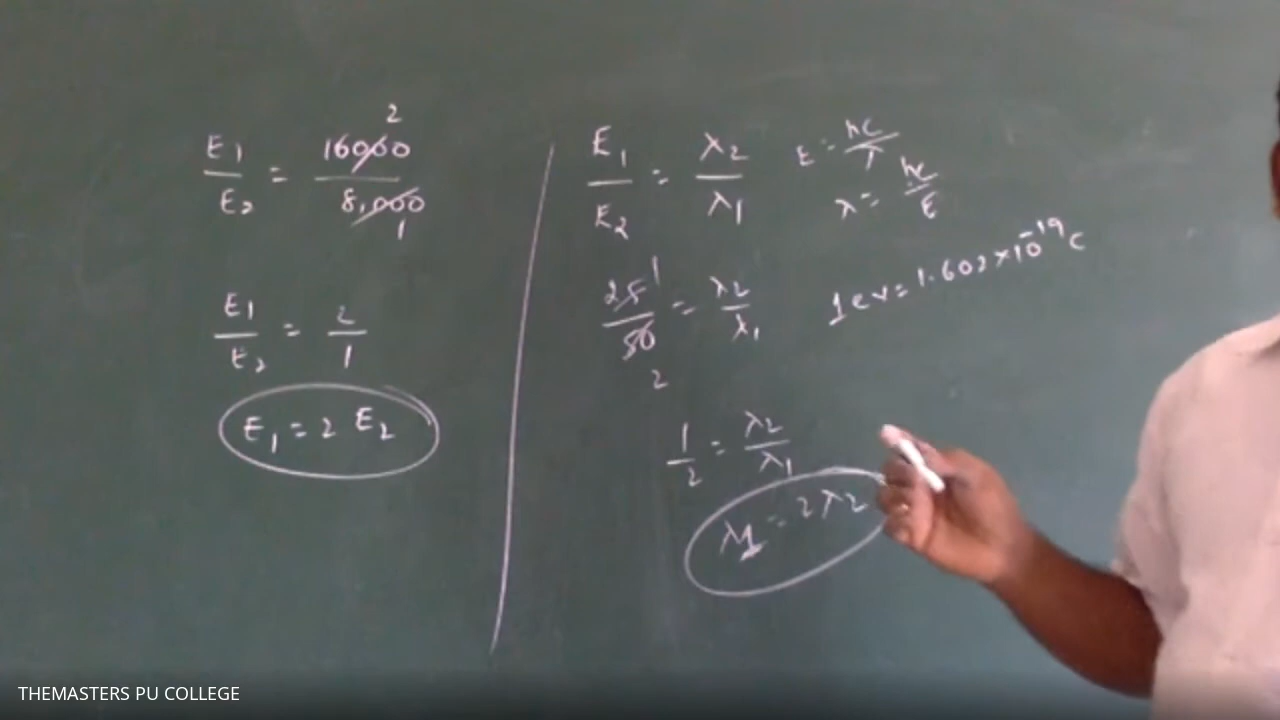 E1/E2 = 16000/8,000
2
1
E1/E2 = 2/1
E1 = 2 E2
E1/E2 = λ2/λ1
E = hc/λ
λ = hc/E
1 ev = 1.602 × 10^-19 C
25/50 = λ2/λ1
1
2
1/2 = λ2/λ1
λ1 = 2λ2
THEMASTERS PU COLLEGE